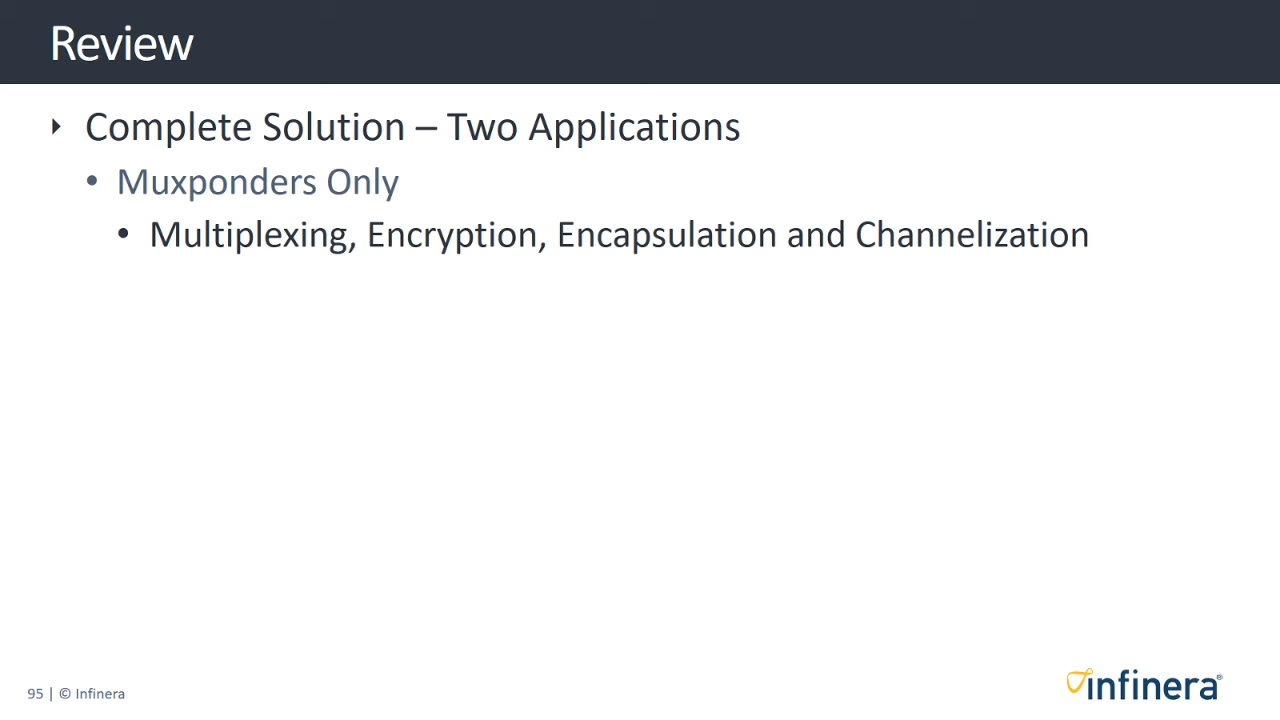 Review
‣ Complete Solution – Two Applications
• Muxponders Only
• Multiplexing, Encryption, Encapsulation and Channelization
95 | © Infinera
infinera®